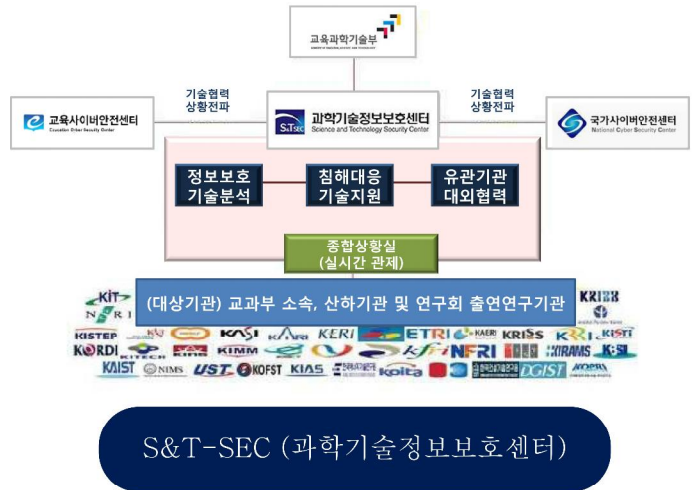 교육과학기술부
기술협력
상황전파
기술협력
상황전파
교육사이버안전센터
Education Cyber Security Center
S&TSEC
과학기술정보보호센터
Science and Technology Security Center
국가사이버안전센터
National Cyber Security Center
정보보호
기술분석
침해대응
기술지원
유관기관
대외협력
종합상황실
(실시간 관제)
(대상기관) 교과부 소속, 산하기관 및 연구회 출연연구기관
KIT
NSRI
KRIBB
KISTEP
KASI
KARI
KERI
ETRI
KAERI
KRISS
KRRI
KISTI
KORDI
KITECH
KIMM
kfri
NFRI
KIRAMS
KBSI
KAIST
NIMS
UST
KOFST
KIAS
koita
DGIST
S&T-SEC (과학기술정보보호센터)